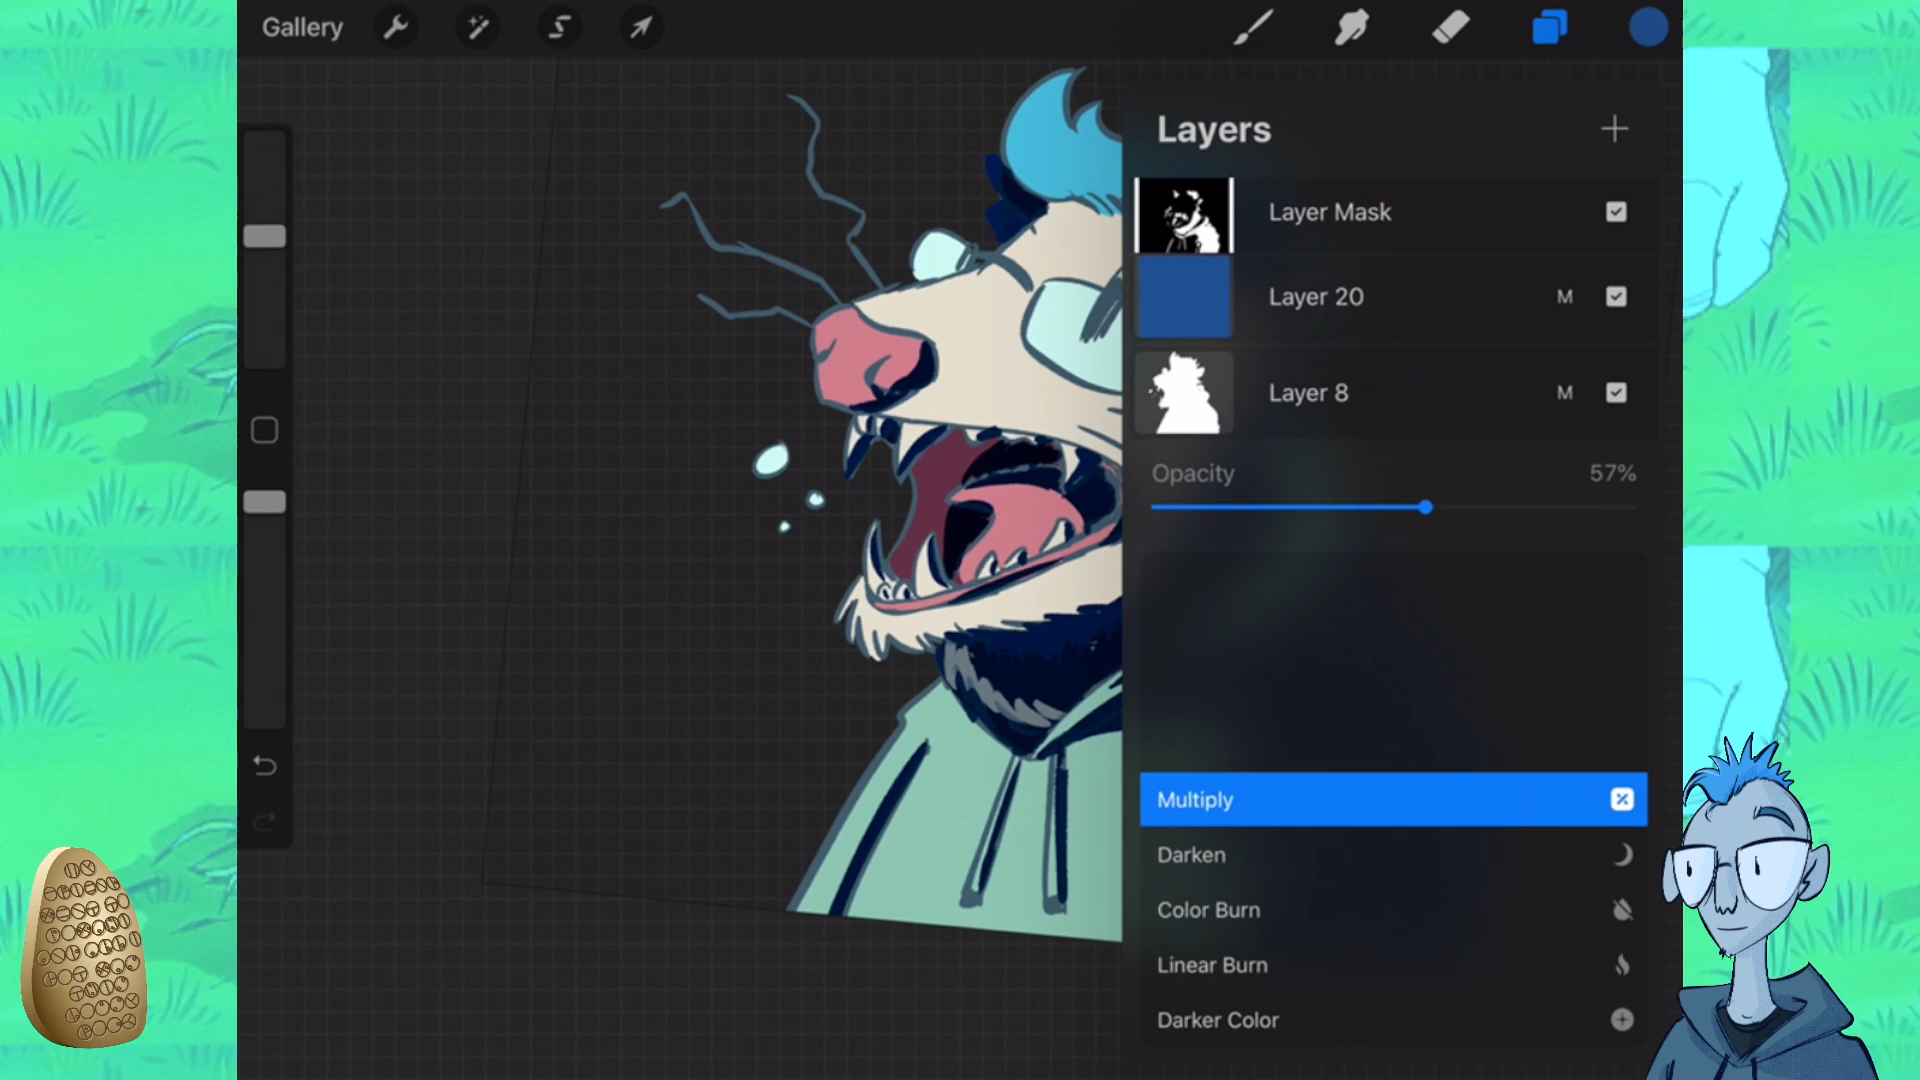 Gallery
Layers
Layer Mask
Layer 20 M
Layer 8 M
Opacity 57%
Multiply
Darken
Color Burn
Linear Burn
Darker Color